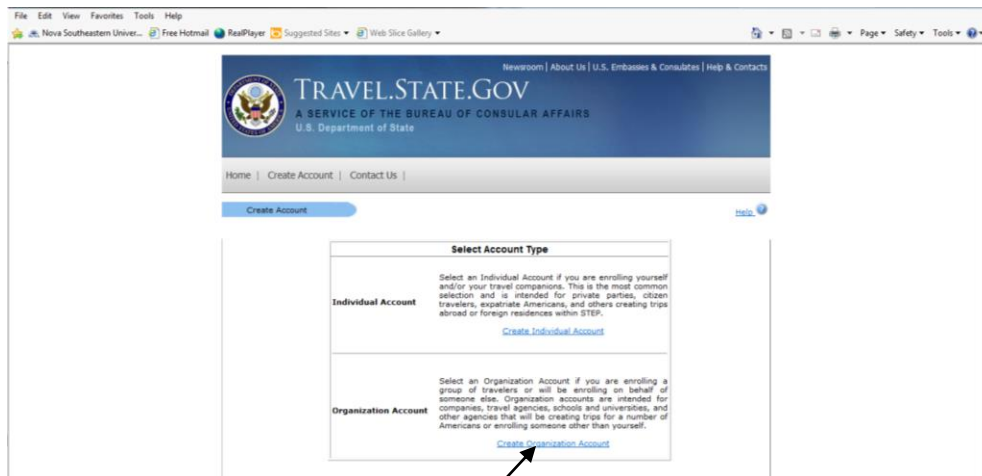 File Edit View Favorites Tools Help
Nova Southeastern Univer... Free Hotmail RealPlayer Suggested Sites Web Slice Gallery Page Safety Tools
Newsroom | About Us | U.S. Embassies & Consulates | Help & Contacts
TRAVEL.STATE.GOV
A SERVICE OF THE BUREAU OF CONSULAR AFFAIRS
U.S. Department of State
Home | Create Account | Contact Us |
Create Account Help
Select Account Type
Individual Account
Select an Individual Account if you are enrolling yourself
and/or your travel companions. This is the most common
selection and is intended for private parties, citizen
travelers, expatriate Americans, and others creating trips
abroad or foreign residences within STEP.
Create Individual Account
Organization Account
Select an Organization Account if you are enrolling a
group of travelers or will be enrolling on behalf of
someone else. Organization accounts are intended for
companies, travel agencies, schools and universities, and
other agencies that will be creating trips for a number of
Americans or enrolling someone other than yourself.
Create Organization Account